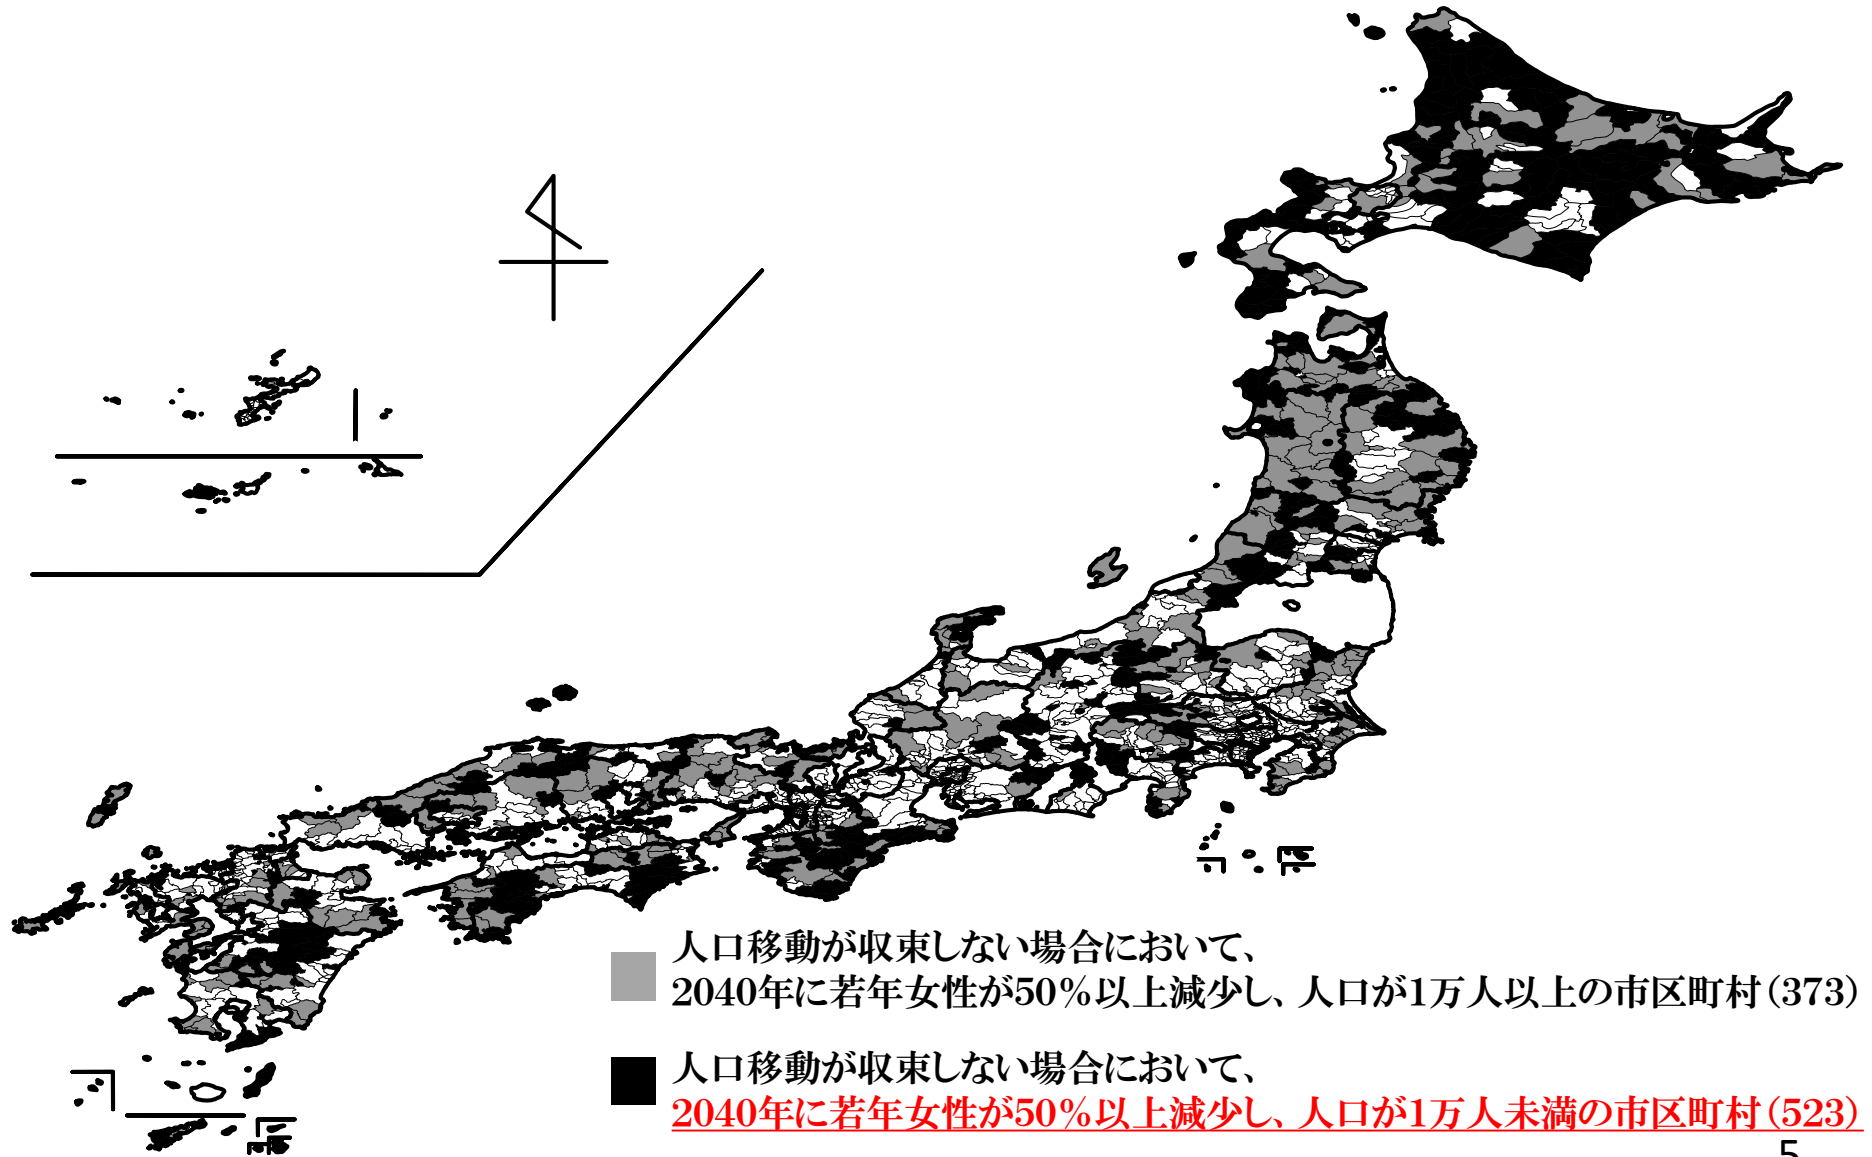 人口移動が収束しない場合において、
2040年に若年女性が50%以上減少し、人口が1万人以上の市区町村(373)
人口移動が収束しない場合において、
2040年に若年女性が50%以上減少し、人口が1万人未満の市区町村(523)
5